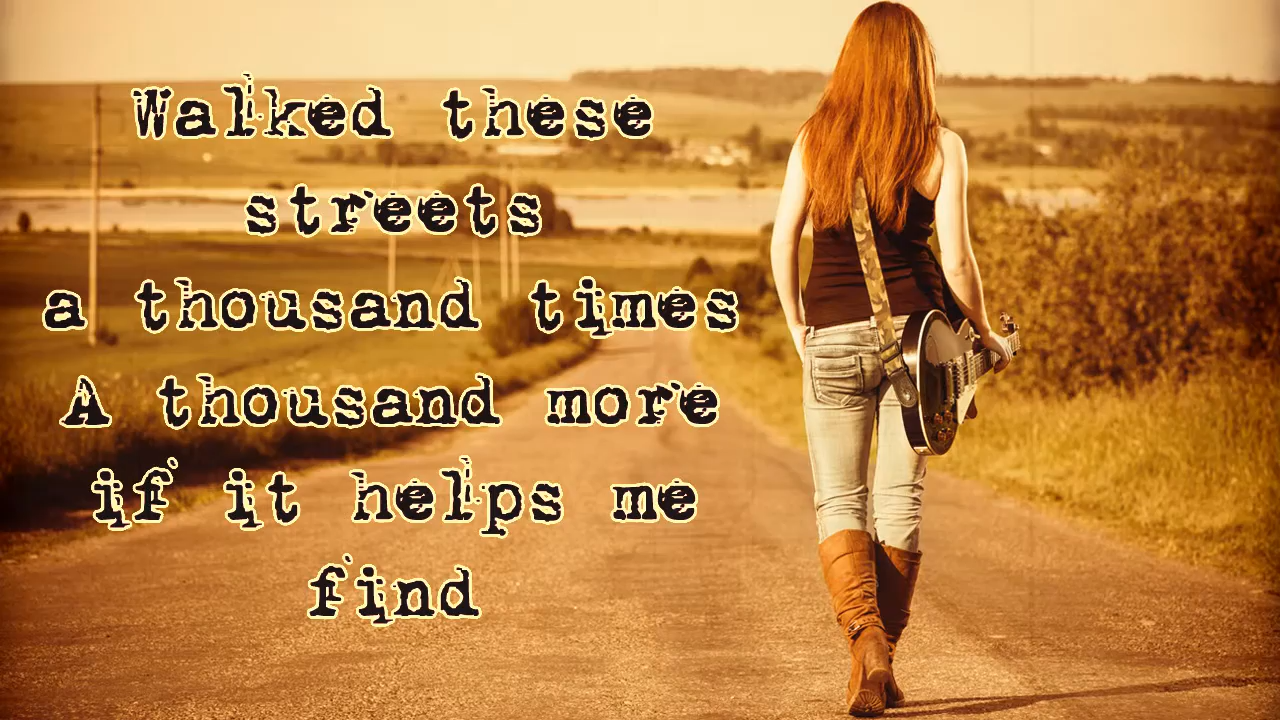 Walked these
streets
a thousand times
A thousand more
if it helps me
find